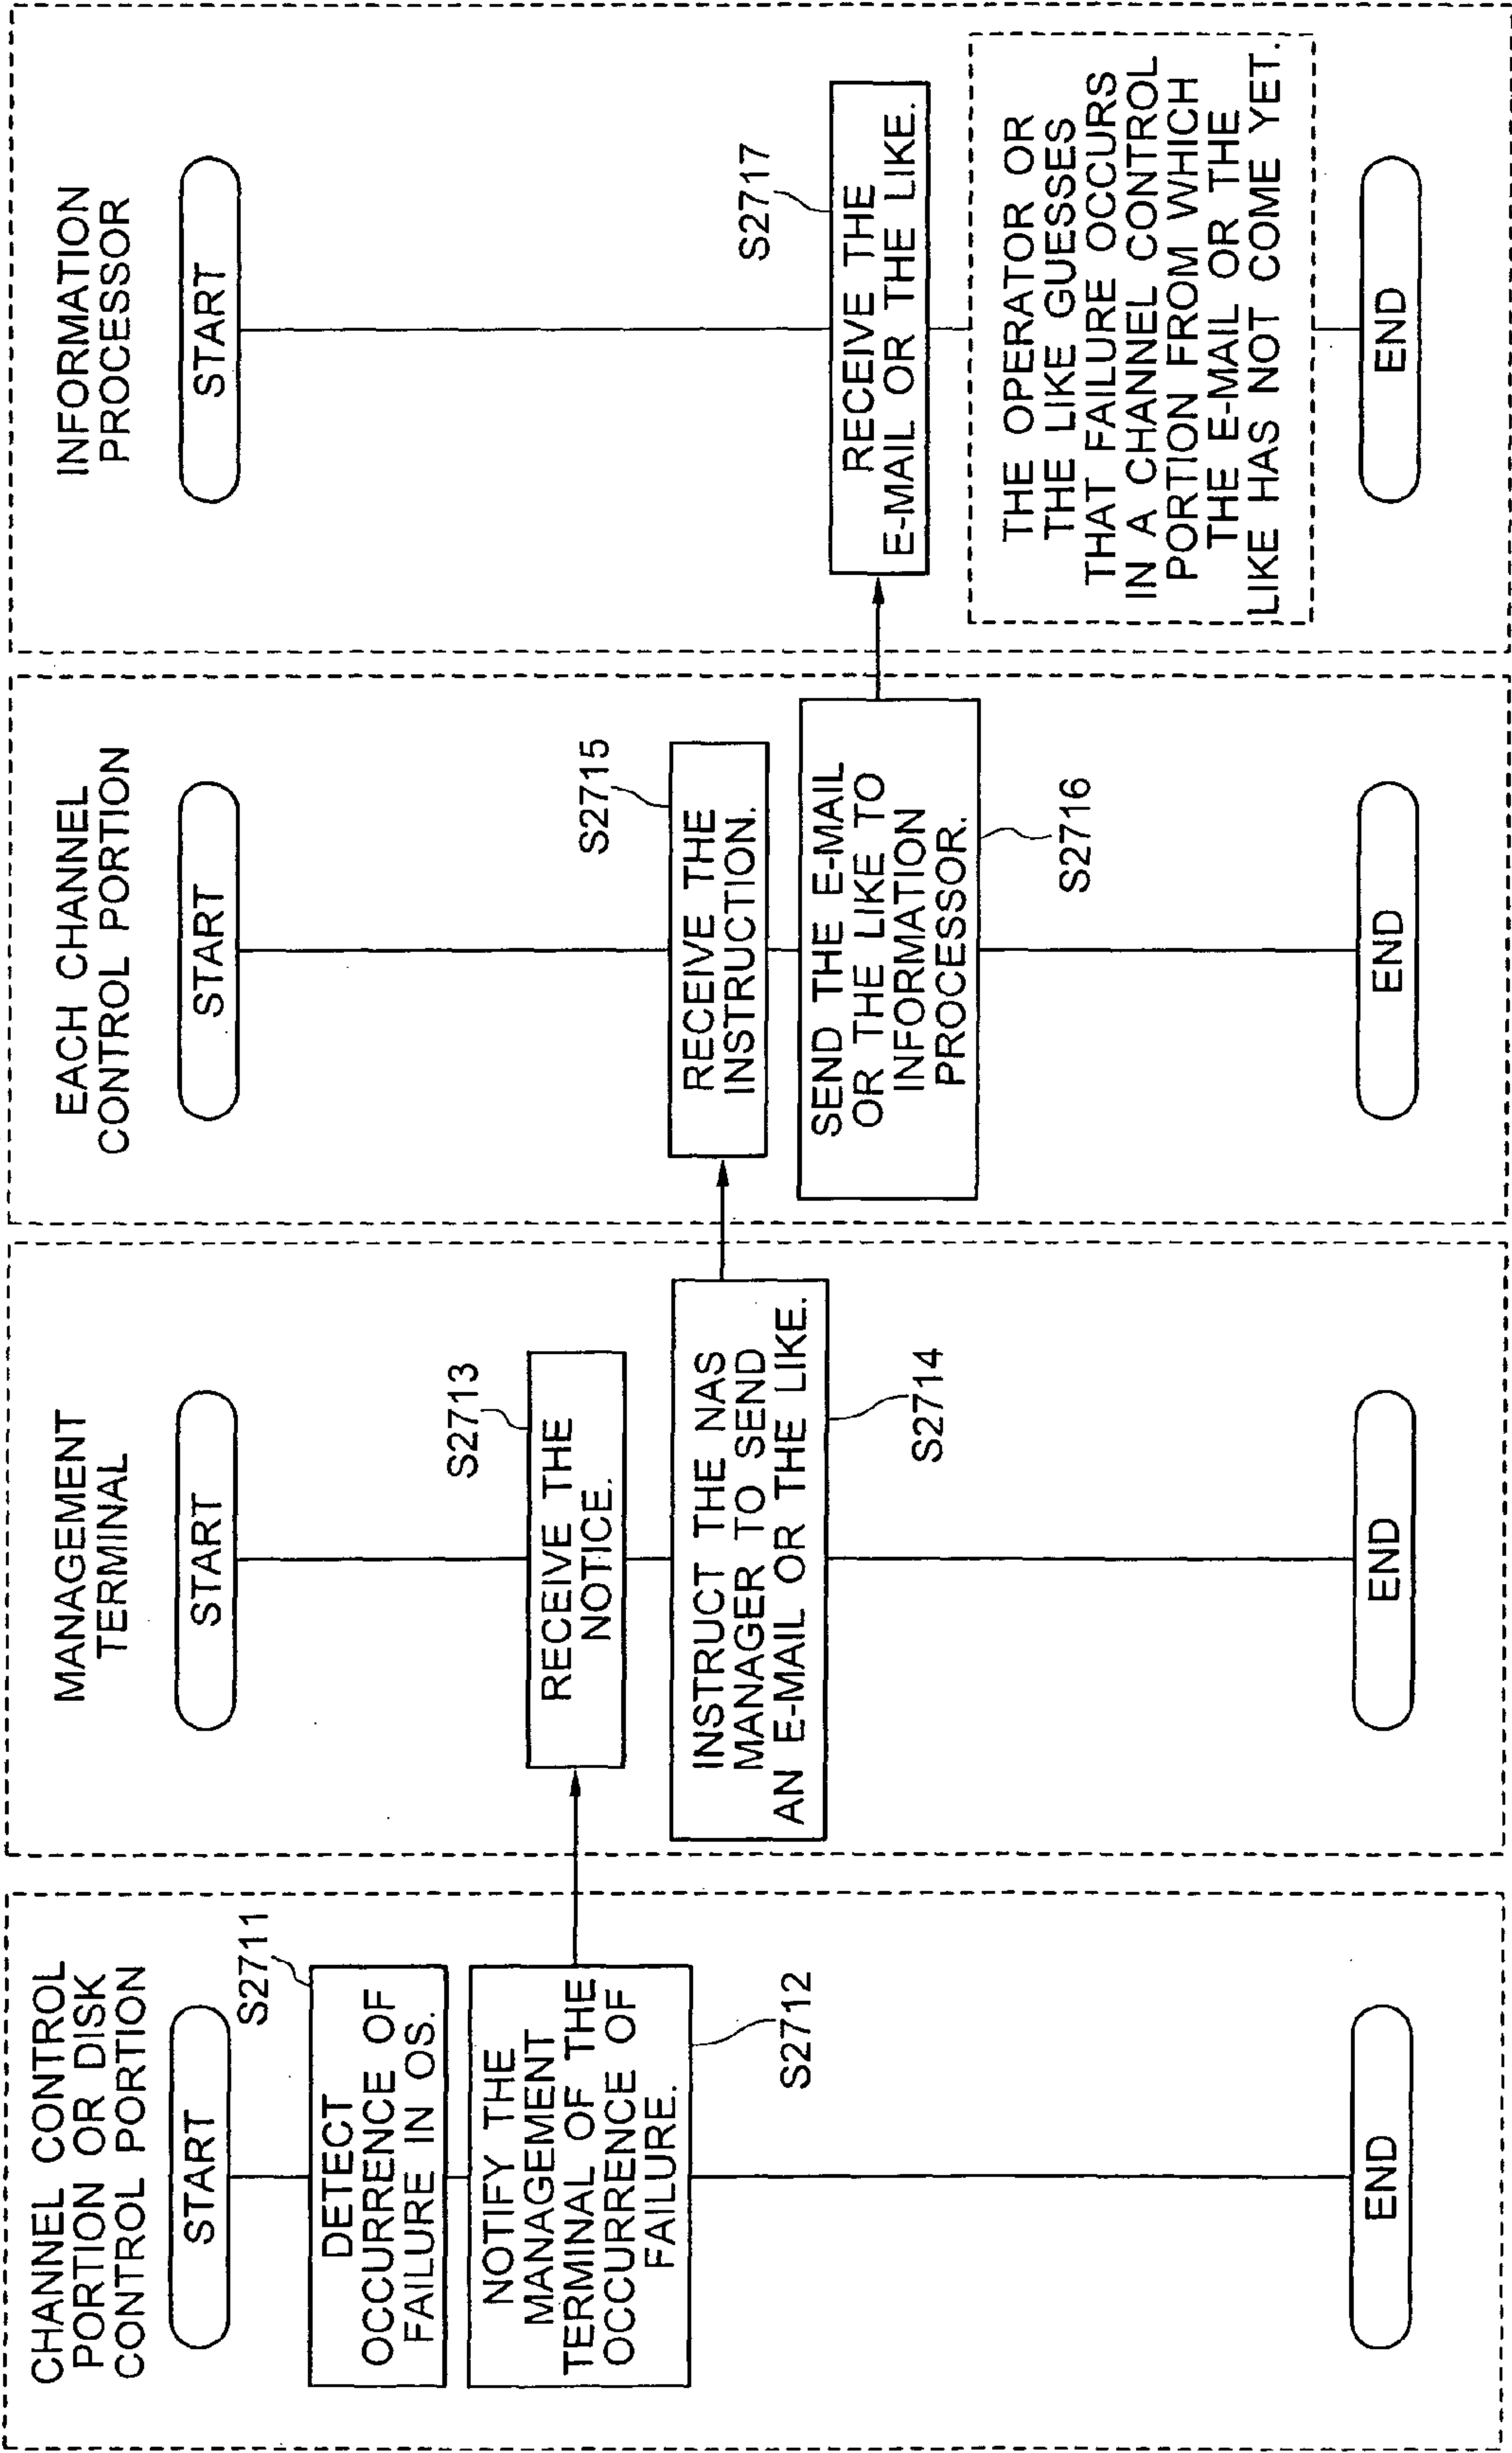 CHANNEL CONTROL
PORTION OR DISK
CONTROL PORTION
START
S2711
DETECT
OCCURRENCE OF
FAILURE IN OS.
NOTIFY THE
MANAGEMENT
TERMINAL OF THE
OCCURRENCE OF
FAILURE.
S2712
END
MANAGEMENT
TERMINAL
START
S2713
RECEIVE THE
NOTICE.
INSTRUCT THE NAS
MANAGER TO SEND
AN E-MAIL OR THE LIKE.
S2714
END
EACH CHANNEL
CONTROL PORTION
START
S2715
RECEIVE THE
INSTRUCTION.
SEND THE E-MAIL
OR THE LIKE TO
INFORMATION
PROCESSOR.
S2716
END
INFORMATION
PROCESSOR
START
S2717
RECEIVE THE
E-MAIL OR THE LIKE.
THE OPERATOR OR
THE LIKE GUESSES
THAT FAILURE OCCURS
IN A CHANNEL CONTROL
PORTION FROM WHICH
THE E-MAIL OR THE
LIKE HAS NOT COME YET.
END